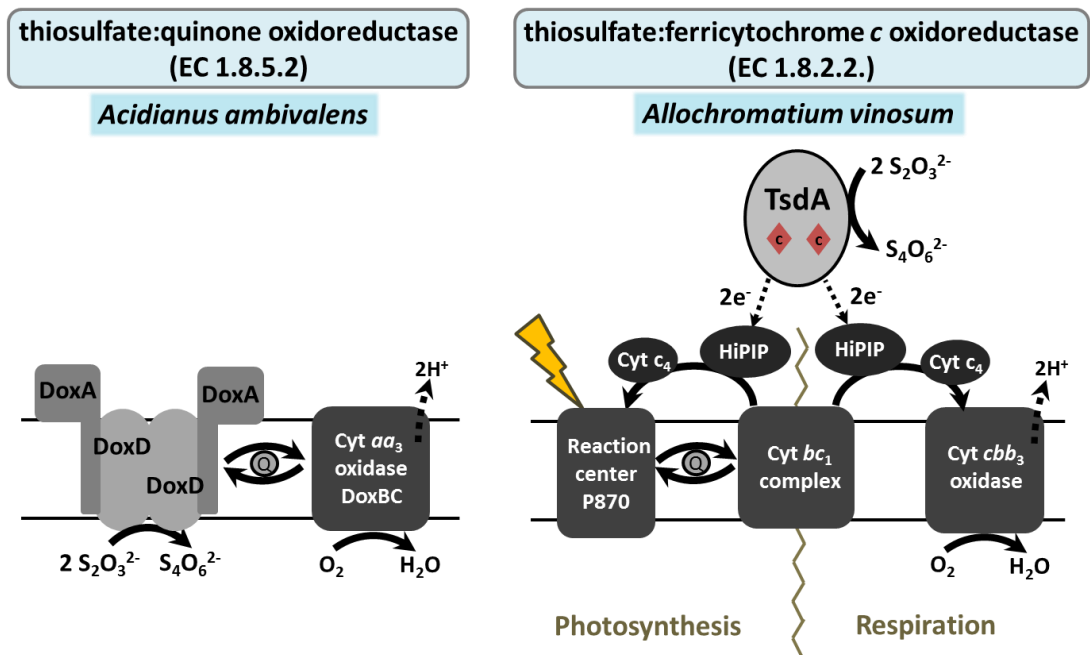 thiosulfate:quinone oxidoreductase
(EC 1.8.5.2)
Acidianus ambivalens
DoxA
DoxA
DoxD
DoxD
Q
2H⁺
Cyt aa₃
oxidase
DoxBC
2 S₂O₃²⁻
S₄O₆²⁻
O₂
H₂O
thiosulfate:ferricytochrome c oxidoreductase
(EC 1.8.2.2.)
Allochromatium vinosum
TsdA
c
c
2 S₂O₃²⁻
S₄O₆²⁻
2e⁻
2e⁻
Cyt c₄
HiPIP
HiPIP
Cyt c₄
2H⁺
Reaction
center
P870
Q
Cyt bc₁
complex
Cyt cbb₃
oxidase
O₂
H₂O
Photosynthesis
Respiration